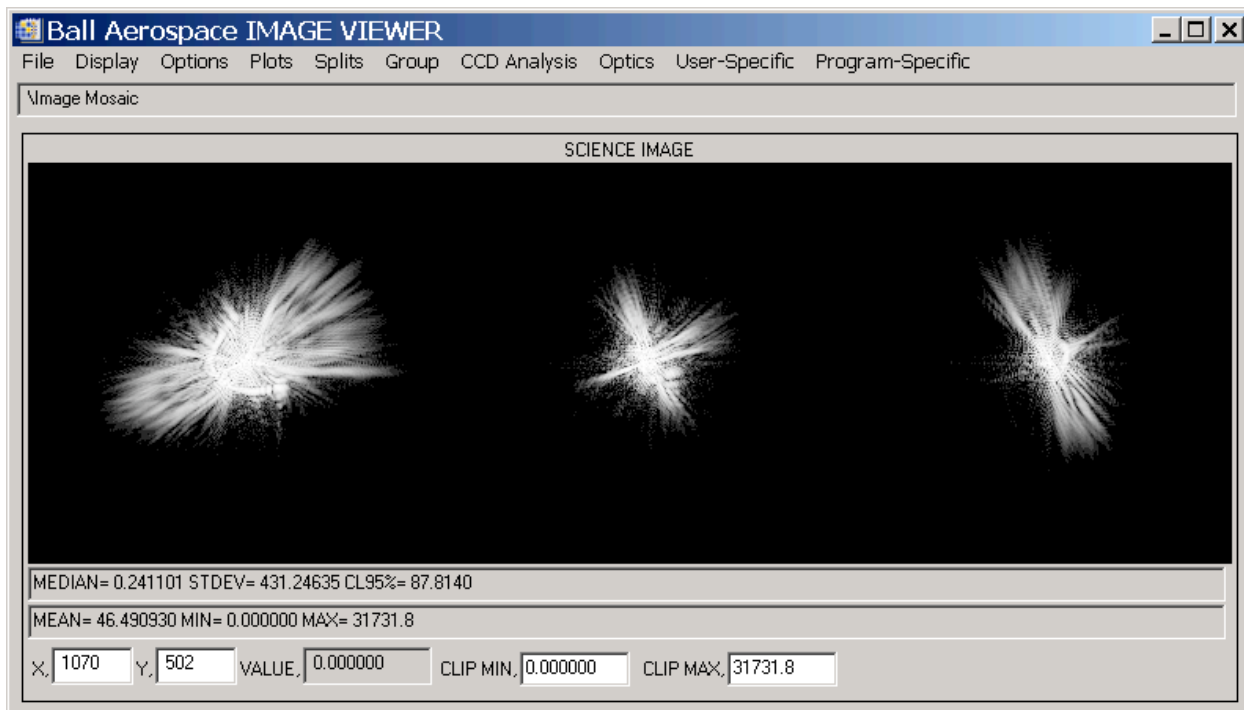 Ball Aerospace IMAGE VIEWER
File Display Options Plots Splits Group CCD Analysis Optics User-Specific Program-Specific
\Image Mosaic
SCIENCE IMAGE
MEDIAN= 0.241101 STDEV= 431.24635 CL95%= 87.8140
MEAN= 46.490930 MIN= 0.000000 MAX= 31731.8
X, 1070 Y, 502 VALUE, 0.000000 CLIP MIN, 0.000000 CLIP MAX, 31731.8